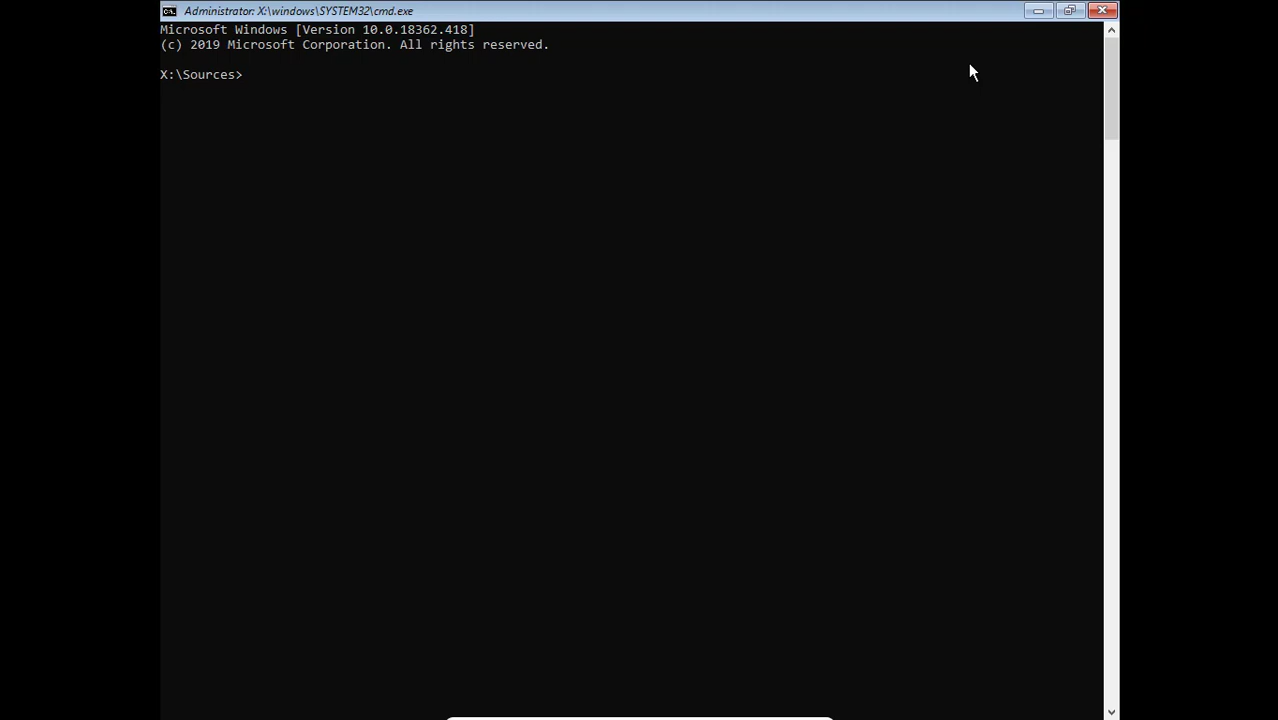 Administrator: X:\windows\SYSTEM32\cmd.exe
Microsoft Windows [Version 10.0.18362.418]
(c) 2019 Microsoft Corporation. All rights reserved.
X:\Sources>